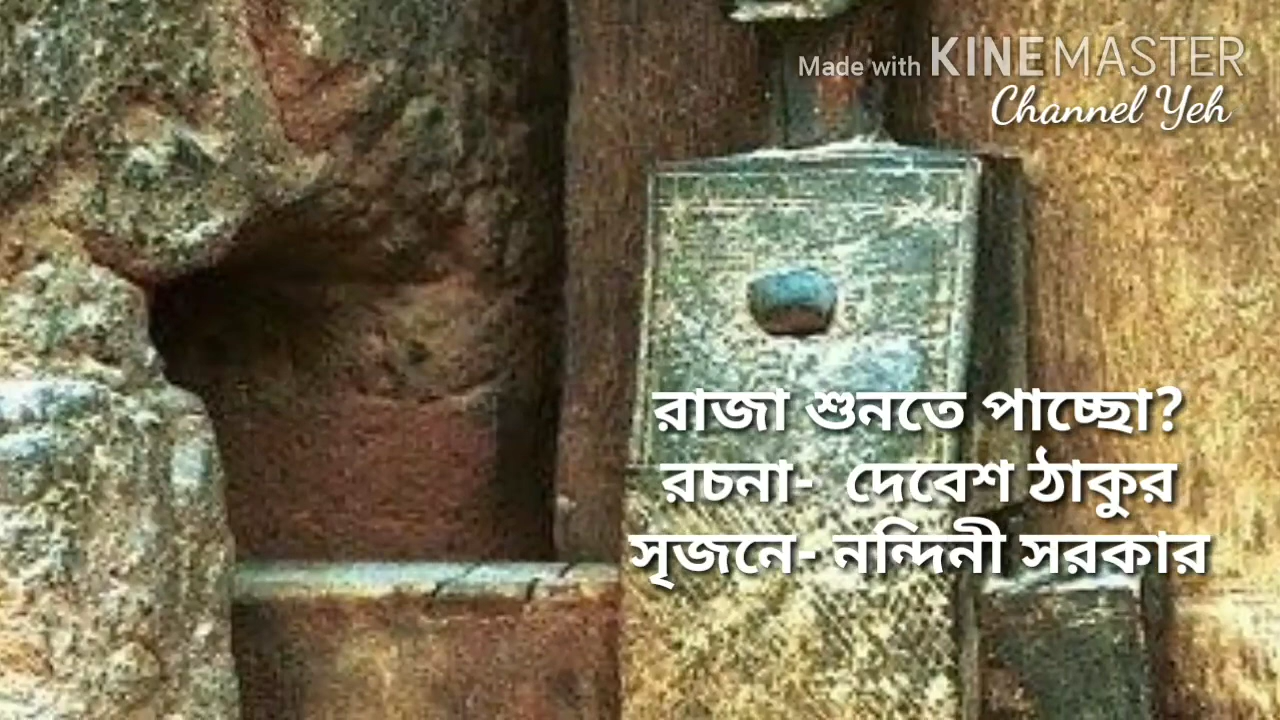 Made with KINEMASTER
Channel Yeh
রাজা শুনতে পাচ্ছো?
রচনা- দেবেশ ঠাকুর
সৃজনে- নন্দিনী সরকার